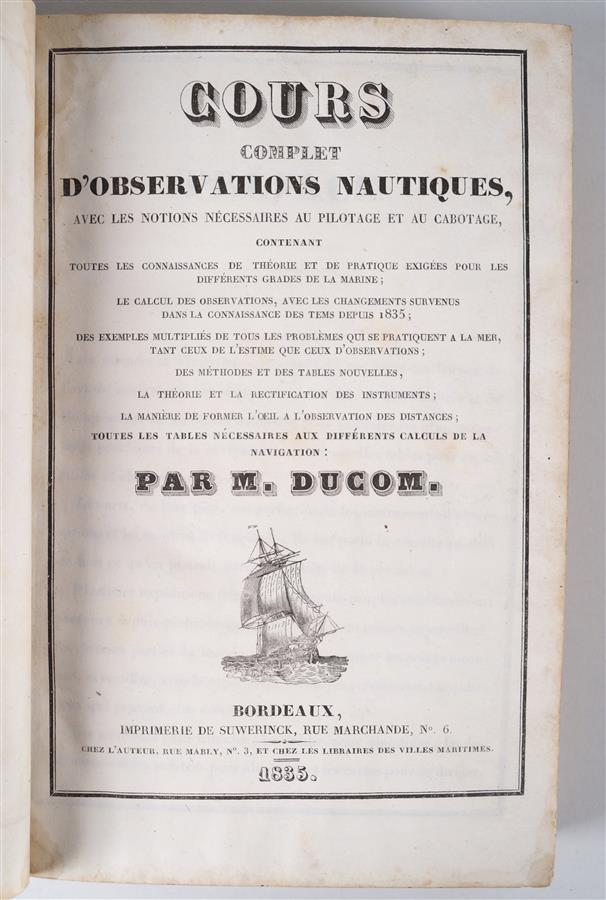 COURS
COMPLET
D'OBSERVATIONS NAUTIQUES,
AVEC LES NOTIONS NÉCESSAIRES AU PILOTAGE ET AU CABOTAGE,
CONTENANT
TOUTES LES CONNAISSANCES DE THÉORIE ET DE PRATIQUE EXIGÉES POUR LES
DIFFÉRENTS GRADES DE LA MARINE ;
LE CALCUL DES OBSERVATIONS, AVEC LES CHANGEMENTS SURVENUS
DANS LA CONNAISSANCE DES TEMS DEPUIS 1835 ;
DES EXEMPLES MULTIPLIÉS DE TOUS LES PROBLÈMES QUI SE PRATIQUENT A LA MER,
TANT CEUX DE L'ESTIME QUE CEUX D'OBSERVATIONS ;
DES MÉTHODES ET DES TABLES NOUVELLES,
LA THÉORIE ET LA RECTIFICATION DES INSTRUMENTS ;
LA MANIÈRE DE FORMER L'ŒIL A L'OBSERVATION DES DISTANCES ;
TOUTES LES TABLES NÉCESSAIRES AUX DIFFÉRENTS CALCULS DE LA
NAVIGATION :
PAR M. DUCOM.
BORDEAUX,
IMPRIMERIE DE SUWERINCK, RUE MARCHANDE, No. 6.
CHEZ L'AUTEUR, RUE MABLY, No. 3, ET CHEZ LES LIBRAIRES DES VILLES MARITIMES.
1835.